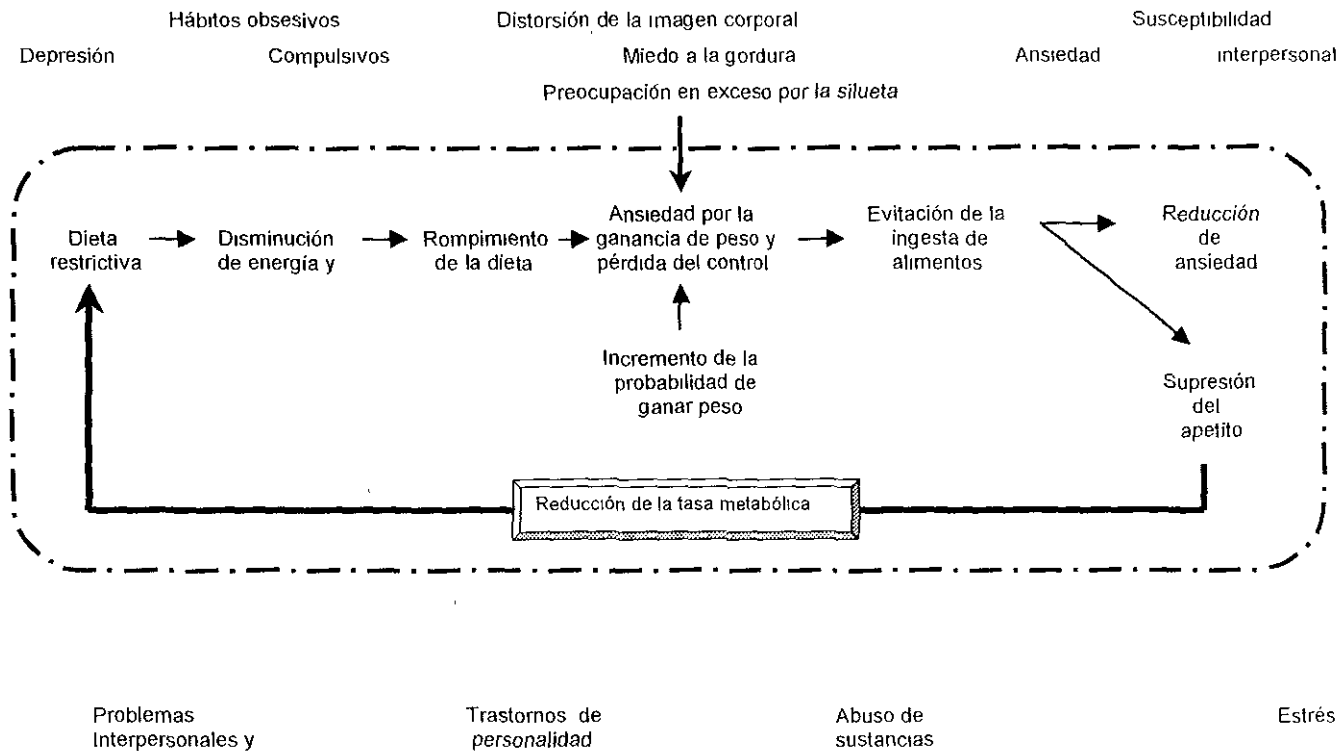 Hábitos obsesivos
Compulsivos
Distorsión de la imagen corporal
Miedo a la gordura
Preocupación en exceso por la silueta
Susceptibilidad
interpersonal
Depresión
Ansiedad
Dieta
restrictiva
Disminución
de energía y
Rompimiento
de la dieta
Ansiedad por la
ganancia de peso y
pérdida del control
Evitación de la
ingesta de
alimentos
Reducción
de
ansiedad
Incremento de la
probabilidad de
ganar peso
Supresión
del
apetito
Reducción de la tasa metabólica
Problemas
Interpersonales y
Trastornos de
personalidad
Abuso de
sustancias
Estrés